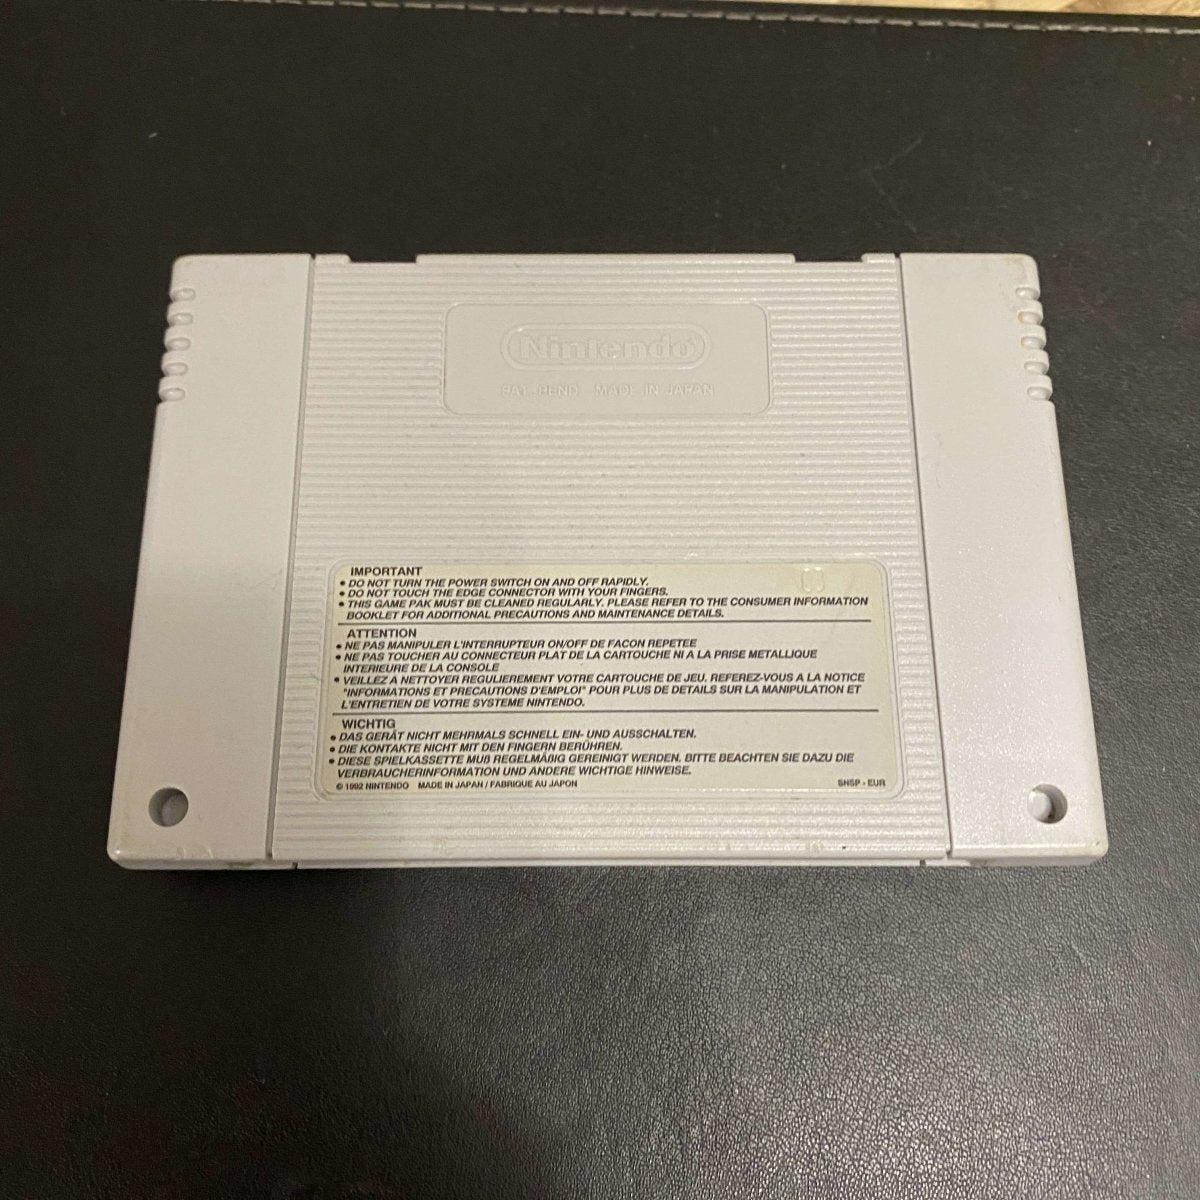 Nintendo
PAT. PEND MADE IN JAPAN
IMPORTANT
• DO NOT TURN THE POWER SWITCH ON AND OFF RAPIDLY.
• DO NOT TOUCH THE EDGE CONNECTOR WITH YOUR FINGERS.
• THIS GAME PAK MUST BE CLEANED REGULARLY. PLEASE REFER TO THE CONSUMER INFORMATION
BOOKLET FOR ADDITIONAL PRECAUTIONS AND MAINTENANCE DETAILS.
ATTENTION
• NE PAS MANIPULER L'INTERRUPTEUR ON/OFF DE FACON REPETEE
• NE PAS TOUCHER AU CONNECTEUR PLAT DE LA CARTOUCHE NI A LA PRISE METALLIQUE
INTERIEURE DE LA CONSOLE
• VEILLEZ A NETTOYER REGULIEREMENT VOTRE CARTOUCHE DE JEU. REFEREZ-VOUS A LA NOTICE
"INFORMATIONS ET PRECAUTIONS D'EMPLOI" POUR PLUS DE DETAILS SUR LA MANIPULATION ET
L'ENTRETIEN DE VOTRE SYSTEME NINTENDO.
WICHTIG
• DAS GERÄT NICHT MEHRMALS SCHNELL EIN- UND AUSSCHALTEN.
• DIE KONTAKTE NICHT MIT DEN FINGERN BERÜHREN.
• DIESE SPIELKASSETTE MUß REGELMÄßIG GEREINIGT WERDEN. BITTE BEACHTEN SIE DAZU DIE
VERBRAUCHERINFORMATION UND ANDERE WICHTIGE HINWEISE.
© 1992 NINTENDO MADE IN JAPAN / FABRIQUE AU JAPON SNSP - EUR